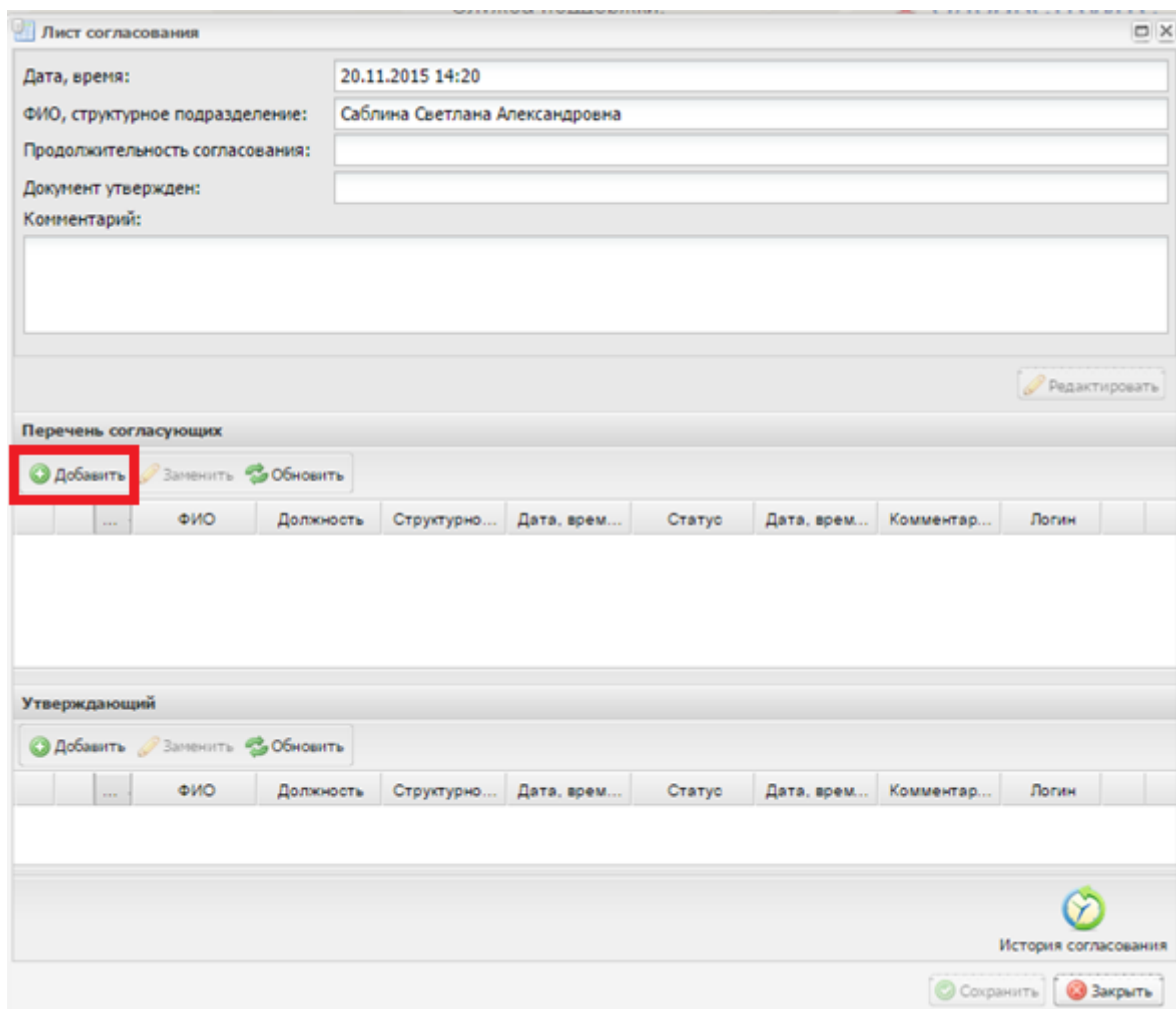 Лист согласования
Дата, время: 20.11.2015 14:20
ФИО, структурное подразделение: Саблина Светлана Александровна
Продолжительность согласования:
Документ утвержден:
Комментарий:
Редактировать
Перечень согласующих
Добавить Заменить Обновить
... ФИО Должность Структурно... Дата, врем... Статус Дата, врем... Комментар... Логин
Утверждающий
Добавить Заменить Обновить
... ФИО Должность Структурно... Дата, врем... Статус Дата, врем... Комментар... Логин
История согласования
Сохранить Закрыть